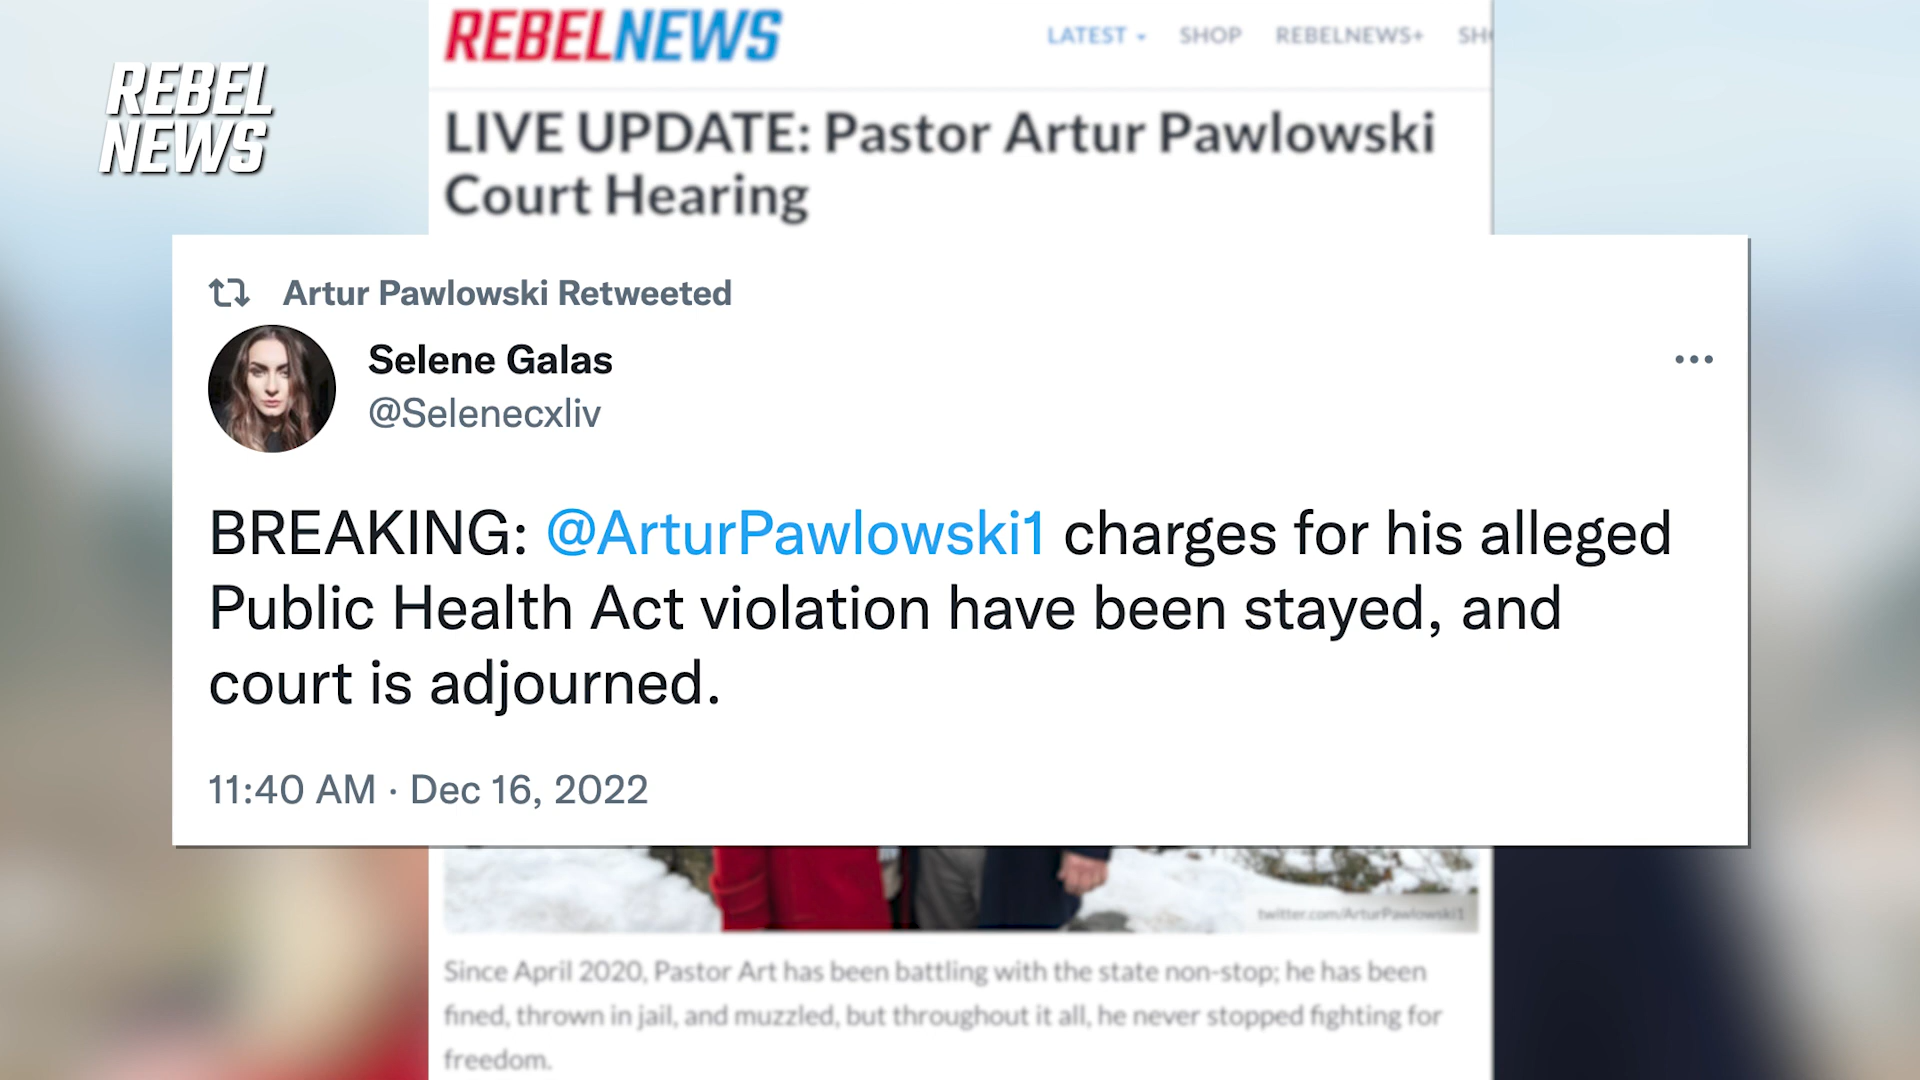 REBEL
NEWS
REBELNEWS
LATEST SHOP REBELNEWS+
LIVE UPDATE: Pastor Artur Pawlowski
Court Hearing
Artur Pawlowski Retweeted
Selene Galas
@Selenecxliv
BREAKING: @ArturPawlowski1 charges for his alleged
Public Health Act violation have been stayed, and
court is adjourned.
11:40 AM · Dec 16, 2022
twitter.com/ArturPawlowski1
Since April 2020, Pastor Art has been battling with the state non-stop; he has been
fined, thrown in jail, and muzzled, but throughout it all, he never stopped fighting for
freedom.